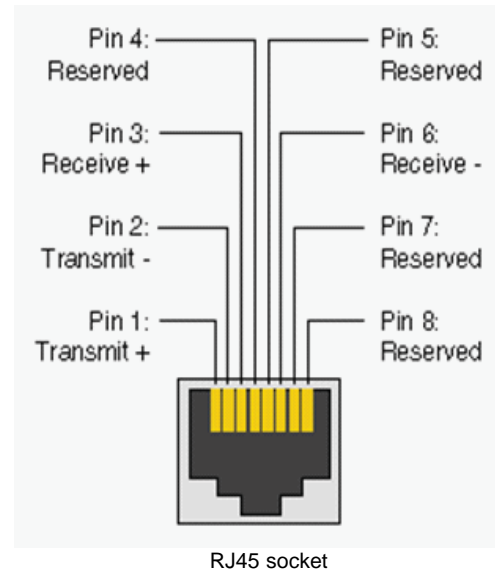 Pin 4:
Reserved
Pin 5:
Reserved
Pin 3:
Receive +
Pin 6:
Receive -
Pin 2:
Transmit -
Pin 7:
Reserved
Pin 1:
Transmit +
Pin 8:
Reserved
RJ45 socket